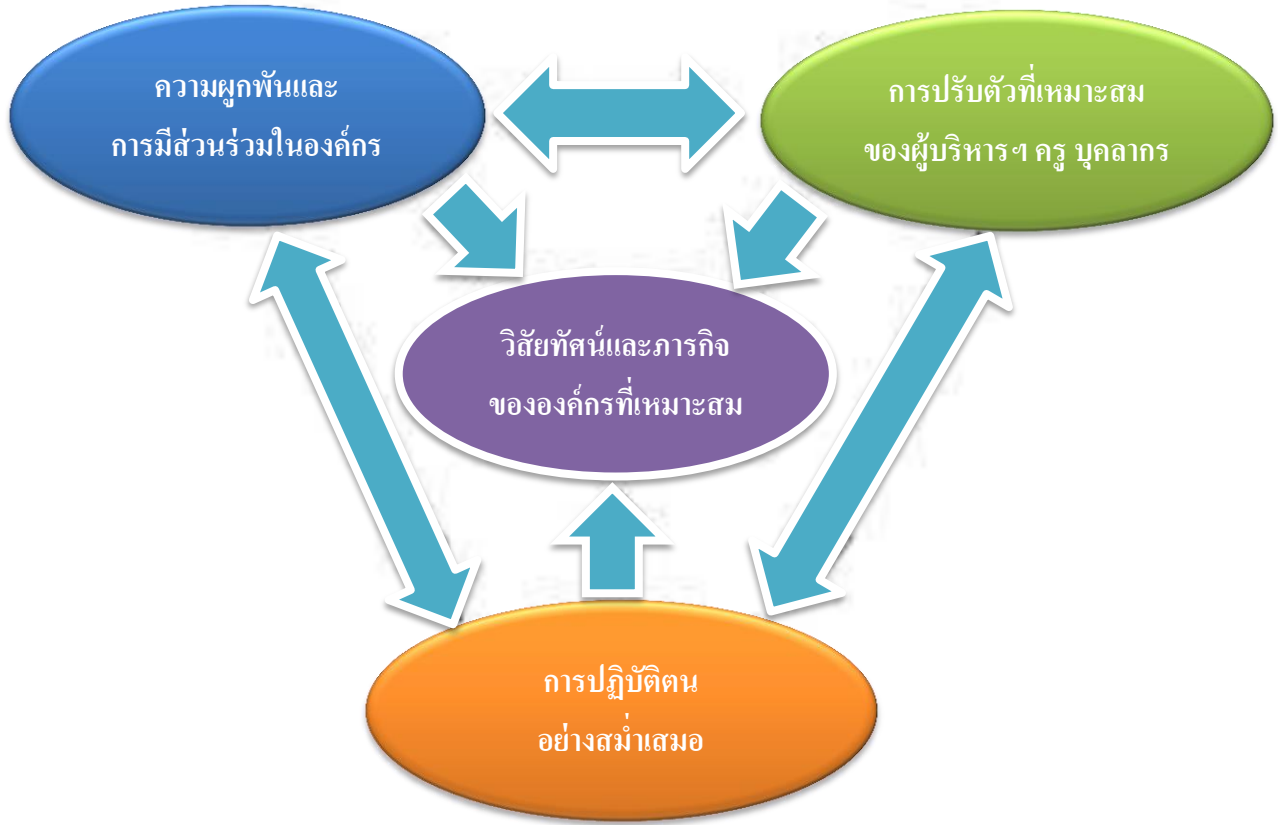 ความผูกพันและ
การมีส่วนร่วมในองค์กร
การปรับตัวที่เหมาะสม
ของผู้บริหารฯ ครู บุคลากร
วิสัยทัศน์และภารกิจ
ขององค์กรที่เหมาะสม
การปฏิบัติตน
อย่างสม่ำเสมอ